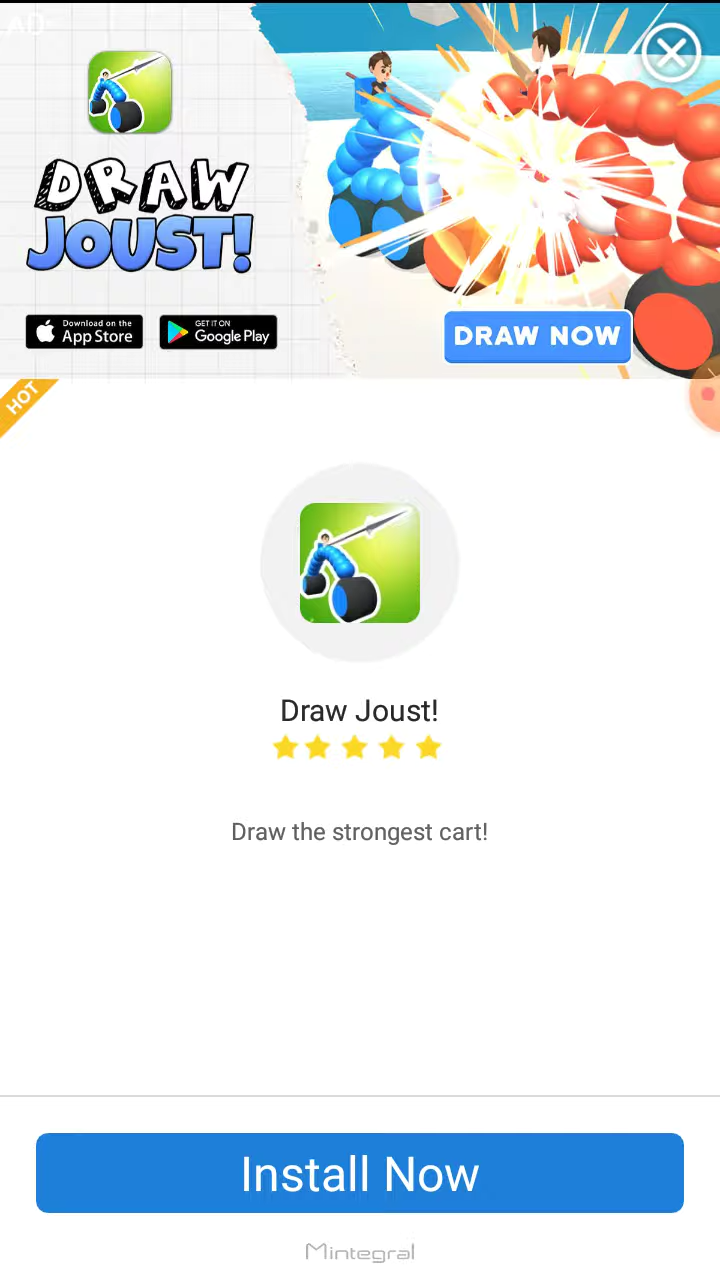 AD
DRAW
JOUST!
Download on the
App Store
GET IT ON
Google Play
DRAW NOW
HOT
Draw Joust!
Draw the strongest cart!
Install Now
Mintegral